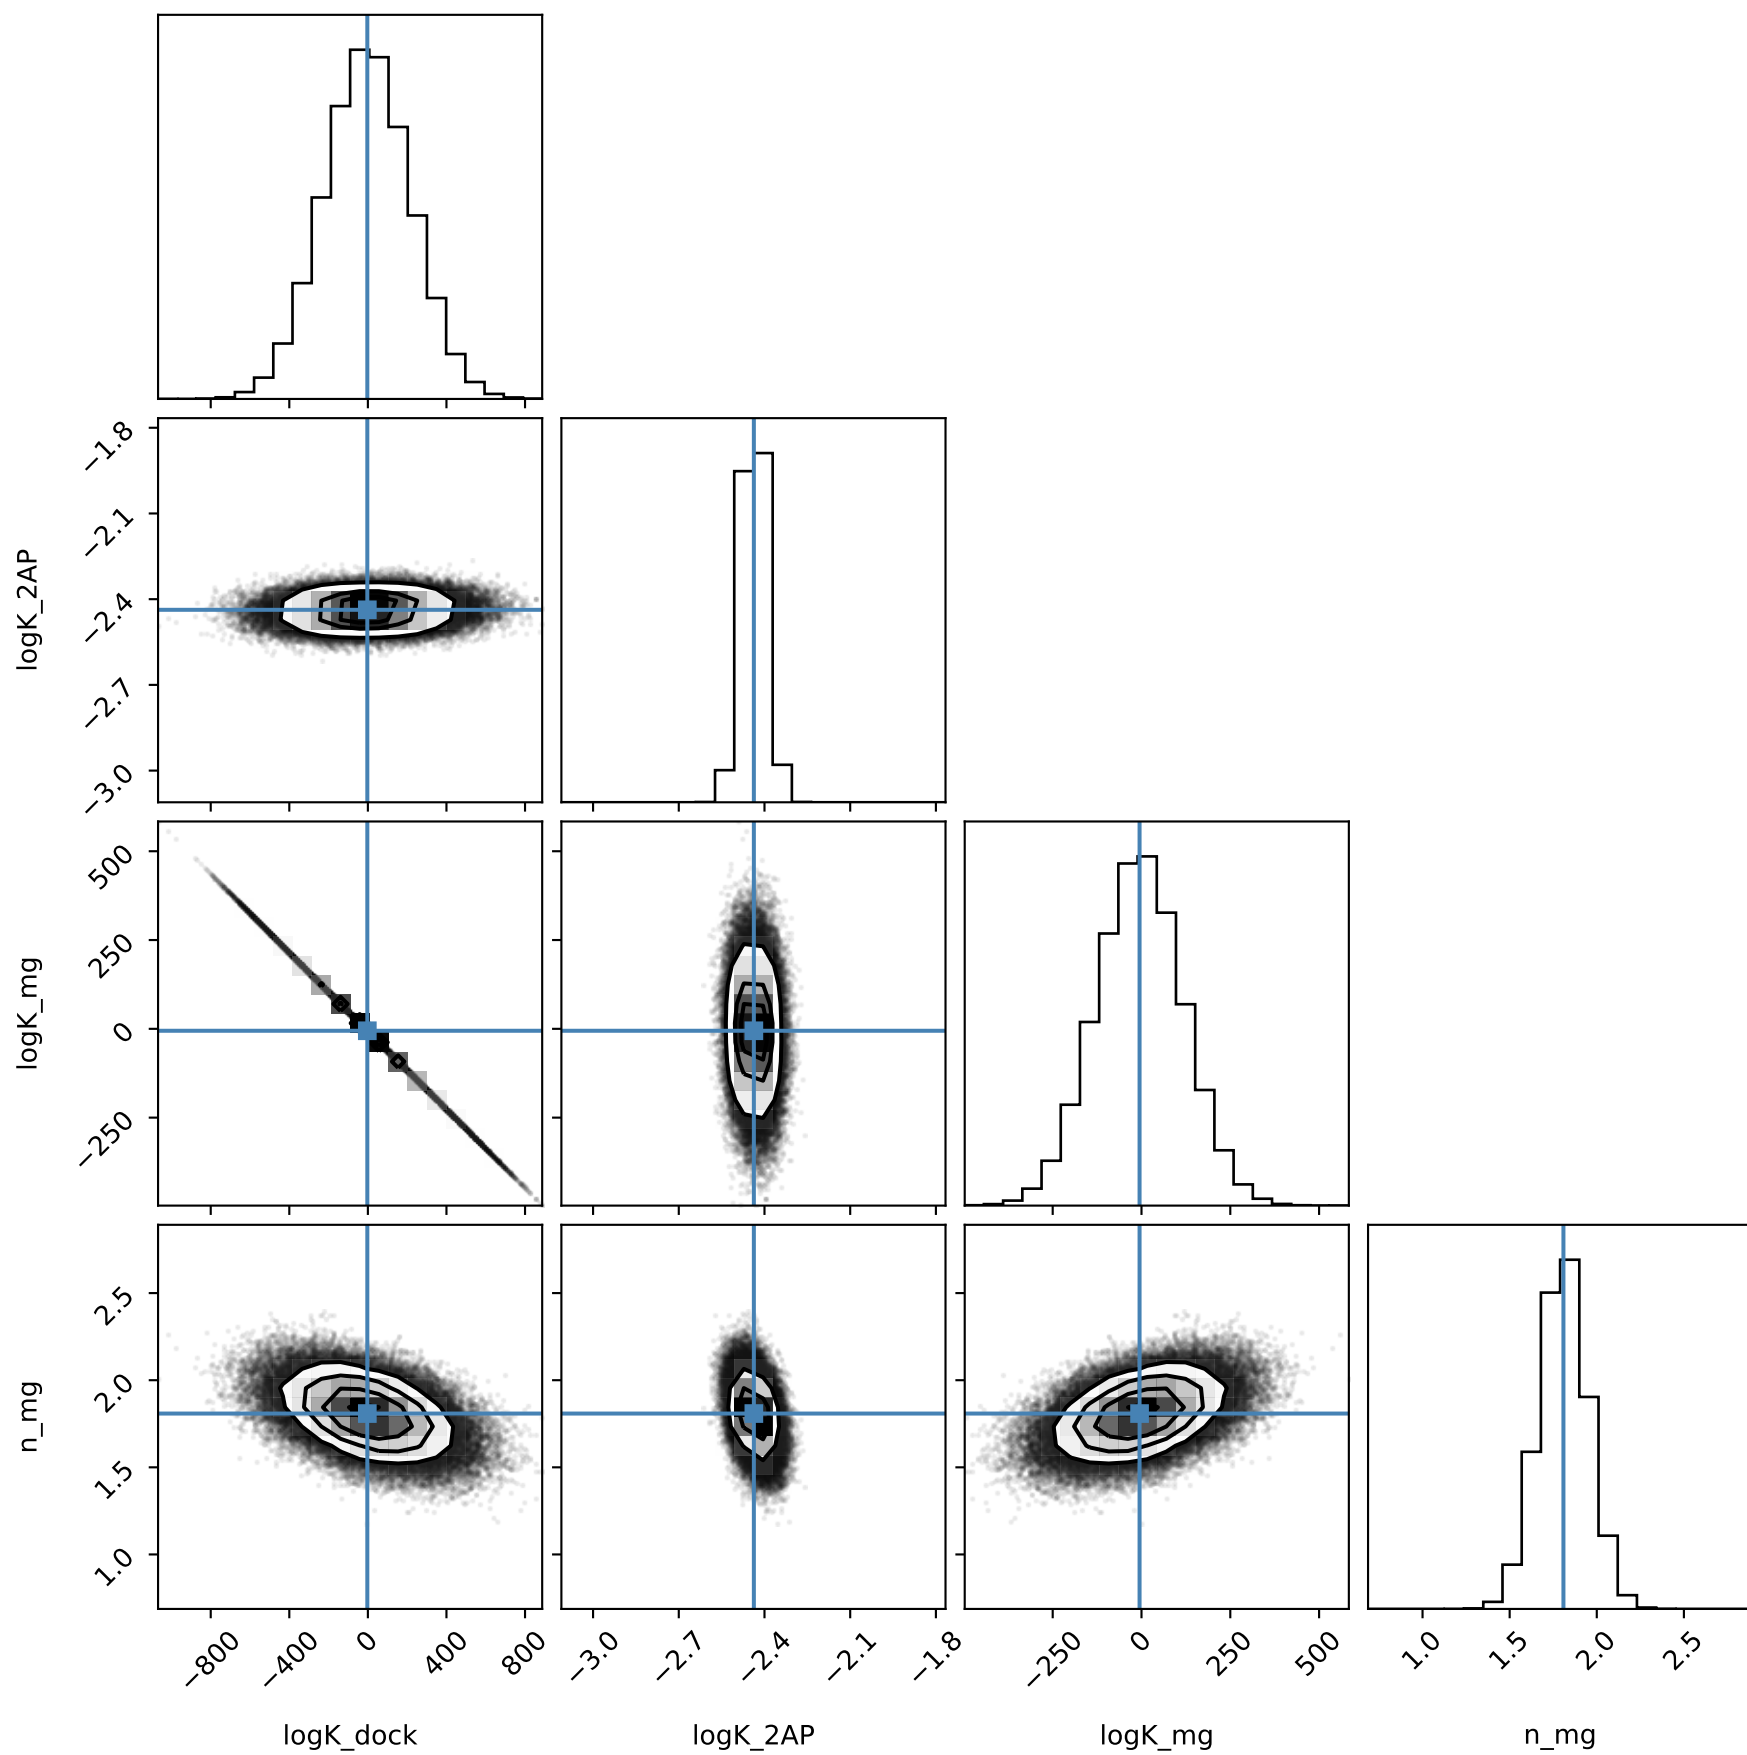 −1.8
−2.1
−2.4
−2.7
−3.0
logK_2AP
500
250
0
−250
logK_mg
2.5
2.0
1.5
1.0
n_mg
−800 −400 0 400 800
−3.0 −2.7 −2.4 −2.1 −1.8
−250 0 250 500
1.0 1.5 2.0 2.5
logK_dock logK_2AP logK_mg n_mg